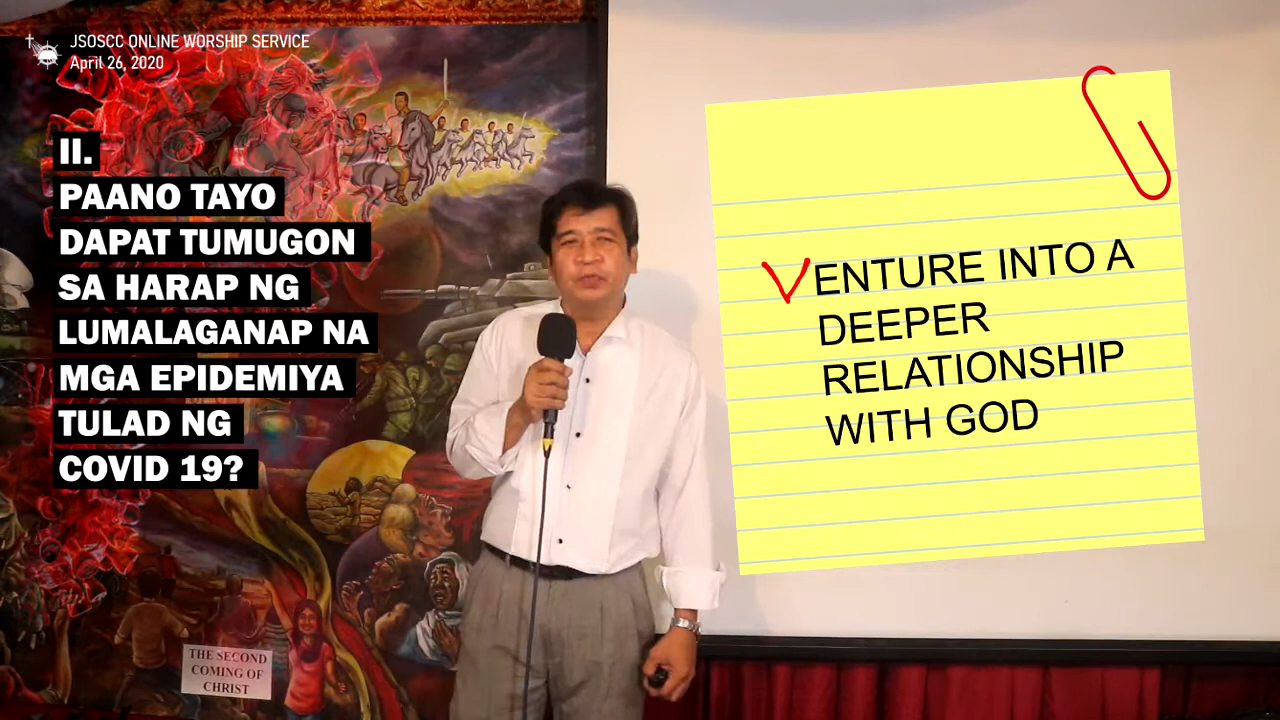 JSOSCC ONLINE WORSHIP SERVICE
April 26, 2020
II.
PAANO TAYO
DAPAT TUMUGON
SA HARAP NG
LUMALAGANAP NA
MGA EPIDEMIYA
TULAD NG
COVID 19?
VENTURE INTO A
DEEPER
RELATIONSHIP
WITH GOD
THE SECOND
COMING OF
CHRIST